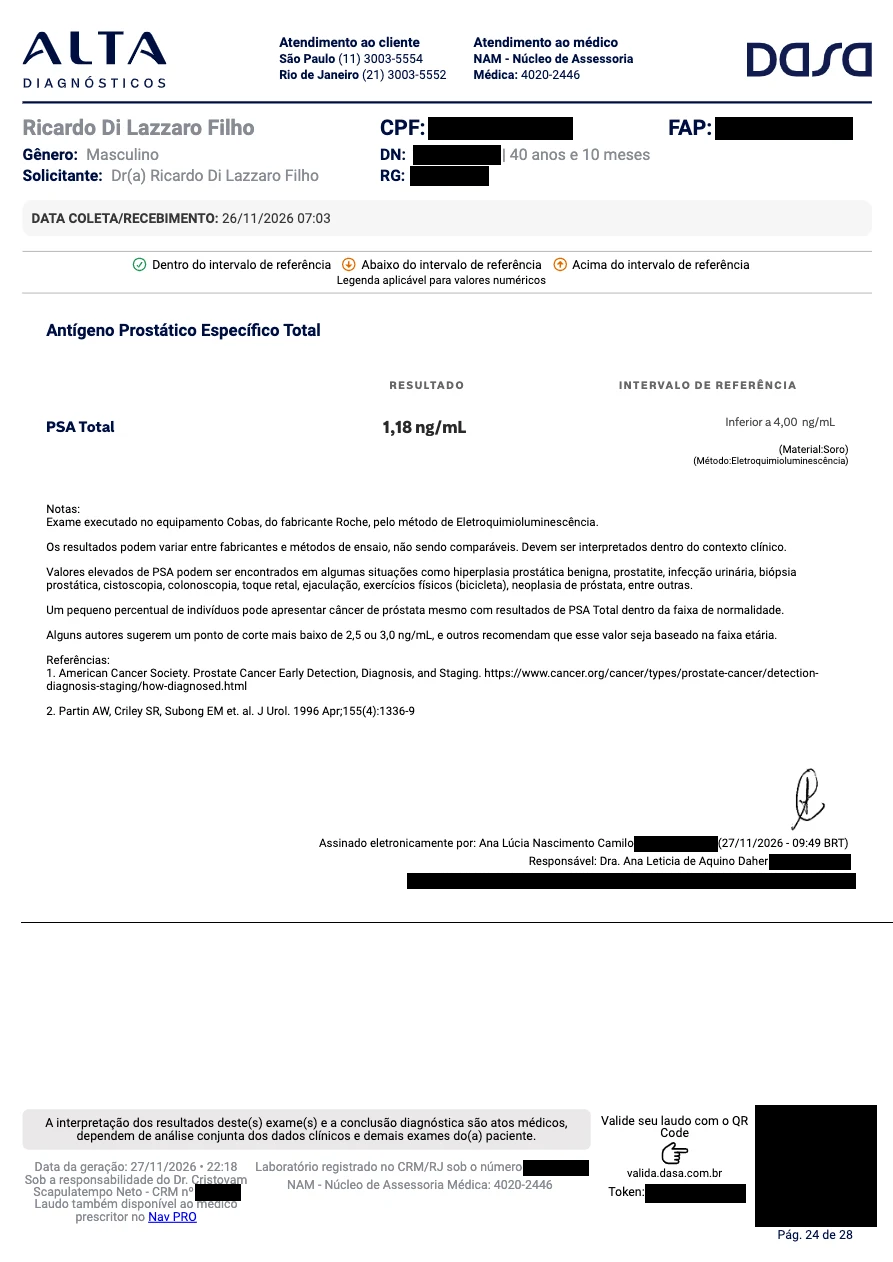 ALTA
DIAGNÓSTICOS
Atendimento ao cliente
São Paulo (11) 3003-5554
Rio de Janeiro (21) 3003-5552
Atendimento ao médico
NAM - Núcleo de Assessoria
Médica: 4020-2446
DASA
Ricardo Di Lazzaro Filho
CPF:
FAP:
Gênero: Masculino
DN: | 40 anos e 10 meses
Solicitante: Dr(a) Ricardo Di Lazzaro Filho
RG:
DATA COLETA/RECEBIMENTO: 26/11/2026 07:03
Dentro do intervalo de referência Abaixo do intervalo de referência Acima do intervalo de referência
Legenda aplicável para valores numéricos
Antígeno Prostático Específico Total
RESULTADO INTERVALO DE REFERÊNCIA
PSA Total 1,18 ng/mL Inferior a 4,00 ng/mL
(Material:Soro)
(Método:Eletroquimioluminescência)
Notas:
Exame executado no equipamento Cobas, do fabricante Roche, pelo método de Eletroquimioluminescência.
Os resultados podem variar entre fabricantes e métodos de ensaio, não sendo comparáveis. Devem ser interpretados dentro do contexto clínico.
Valores elevados de PSA podem ser encontrados em algumas situações como hiperplasia prostática benigna, prostatite, infecção urinária, biópsia
prostática, cistoscopia, colonoscopia, toque retal, ejaculação, exercícios físicos (bicicleta), neoplasia de próstata, entre outras.
Um pequeno percentual de indivíduos pode apresentar câncer de próstata mesmo com resultados de PSA Total dentro da faixa de normalidade.
Alguns autores sugerem um ponto de corte mais baixo de 2,5 ou 3,0 ng/mL, e outros recomendam que esse valor seja baseado na faixa etária.
Referências:
1. American Cancer Society. Prostate Cancer Early Detection, Diagnosis, and Staging. https://www.cancer.org/cancer/types/prostate-cancer/detection-
diagnosis-staging/how-diagnosed.html
2. Partin AW, Criley SR, Subong EM et. al. J Urol. 1996 Apr;155(4):1336-9
Assinado eletronicamente por: Ana Lúcia Nascimento Camilo (27/11/2026 - 09:49 BRT)
Responsável: Dra. Ana Leticia de Aquino Daher
A interpretação dos resultados deste(s) exame(s) e a conclusão diagnóstica são atos médicos,
dependem de análise conjunta dos dados clínicos e demais exames do(a) paciente.
Data da geração: 27/11/2026 • 22:18
Sob a responsabilidade do Dr. Cristovam
Scapulatempo Neto - CRM nº
Laudo também disponível ao médico
prescritor no Nav PRO
Laboratório registrado no CRM/RJ sob o número
NAM - Núcleo de Assessoria Médica: 4020-2446
Valide seu laudo com o QR
Code
valida.dasa.com.br
Token:
Pág. 24 de 28